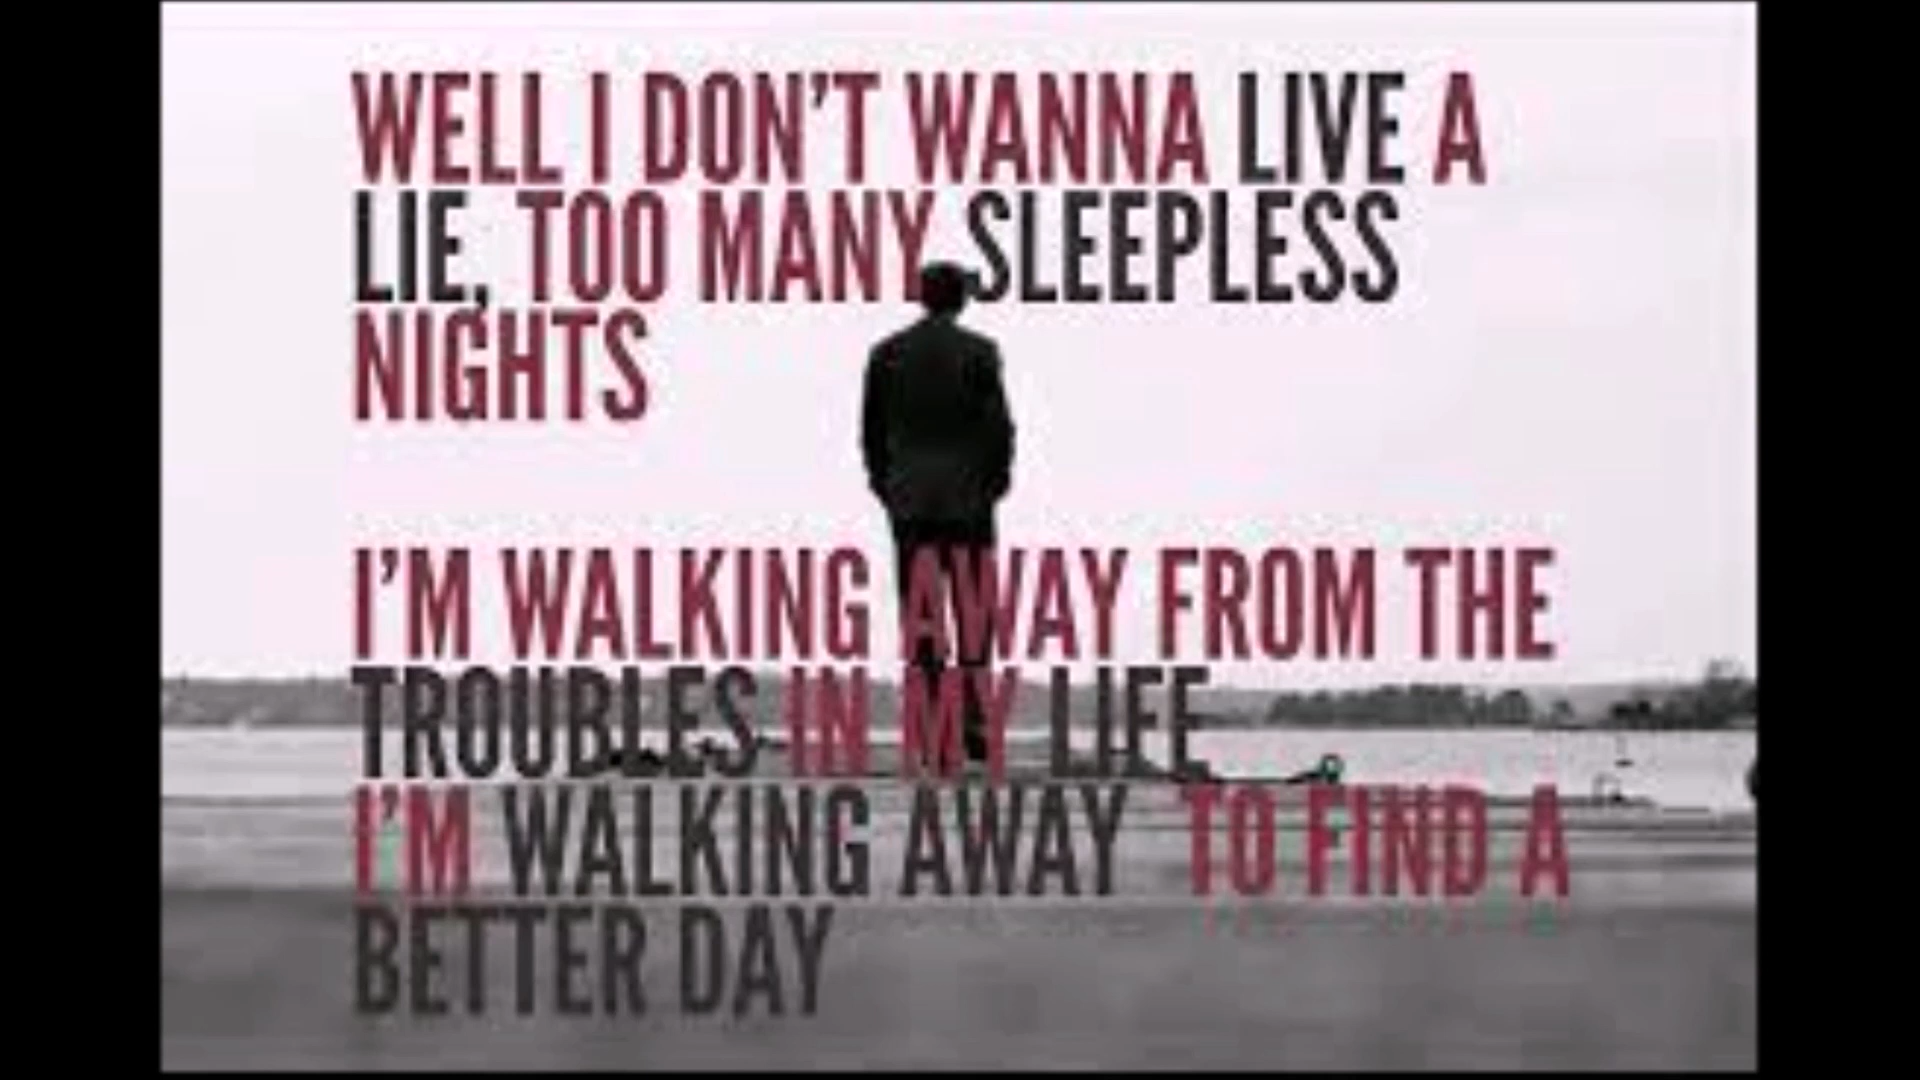 WELL I DON'T WANNA LIVE A
LIE, TOO MANY SLEEPLESS
NIGHTS
I'M WALKING AWAY FROM THE
TROUBLES IN MY LIFE
I'M WALKING AWAY TO FIND A
BETTER DAY